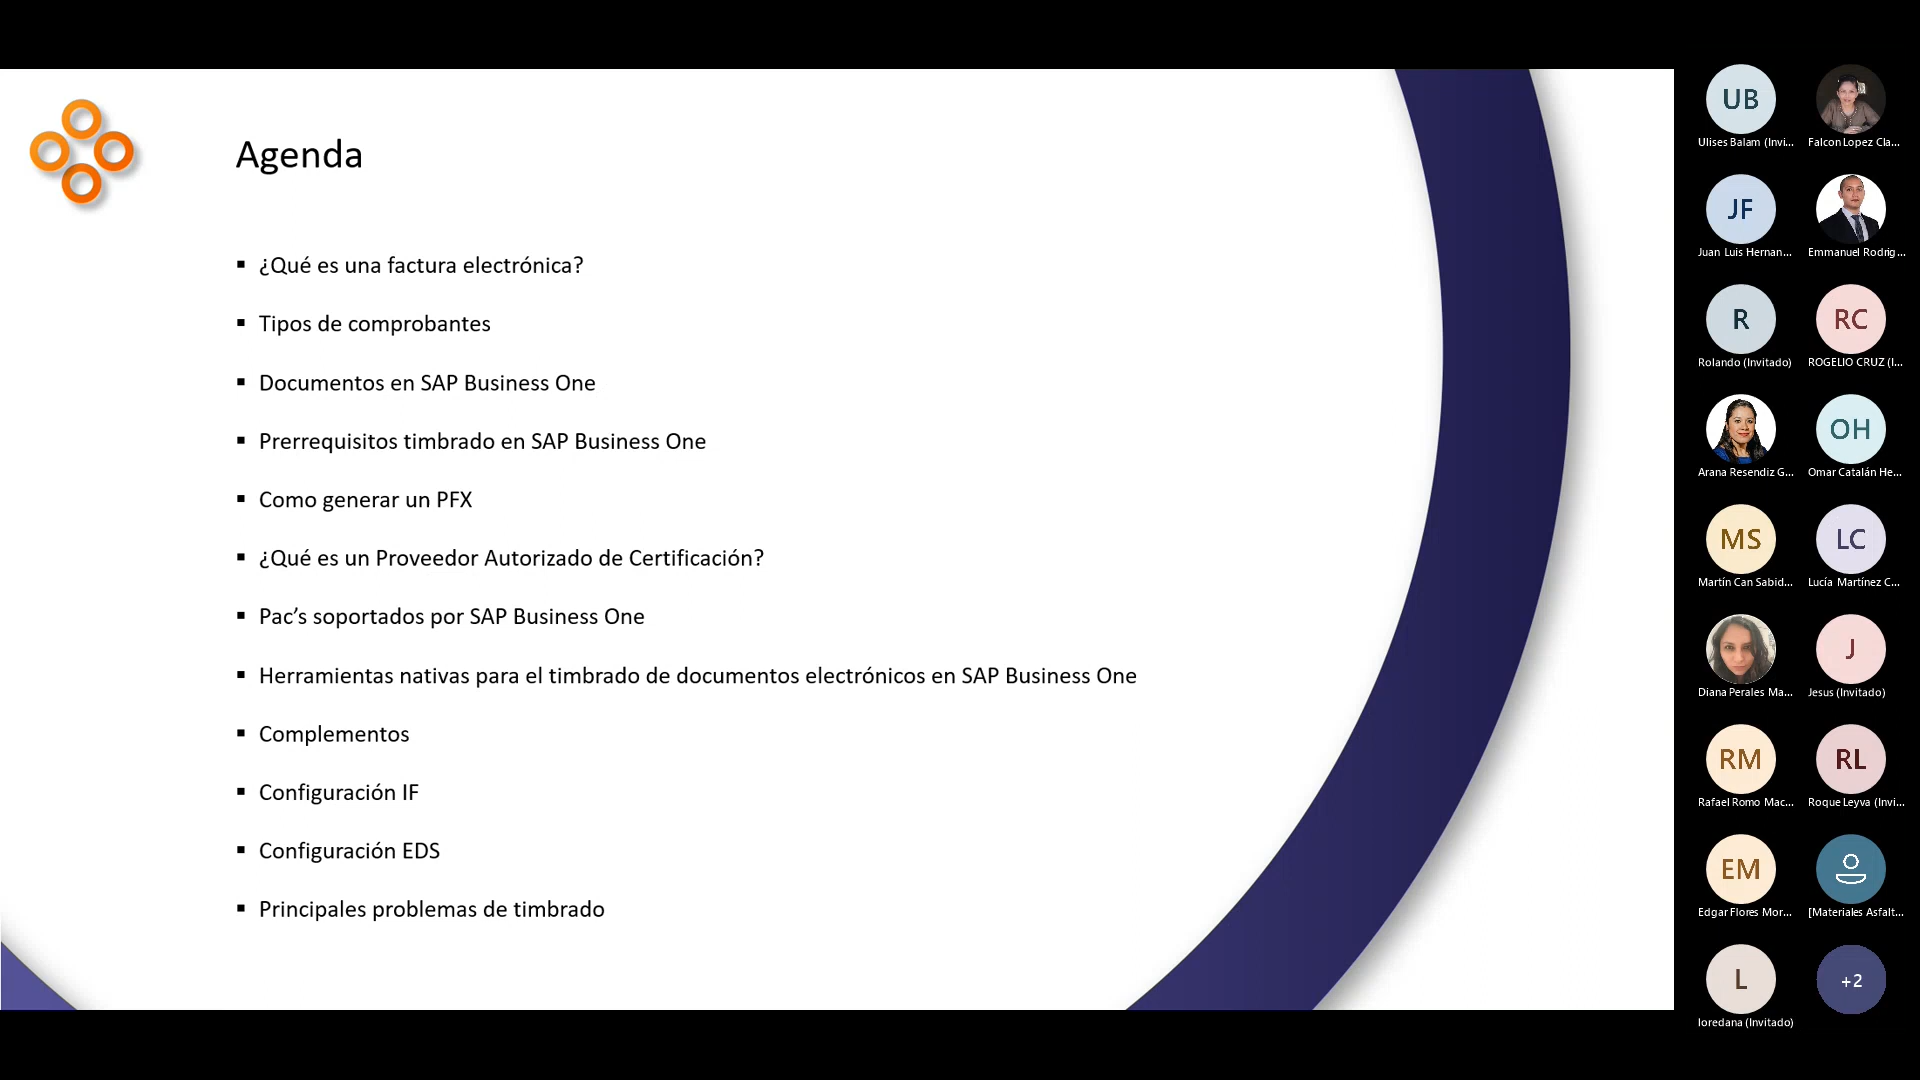 Agenda
▪ ¿Qué es una factura electrónica?
▪ Tipos de comprobantes
▪ Documentos en SAP Business One
▪ Prerrequisitos timbrado en SAP Business One
▪ Como generar un PFX
▪ ¿Qué es un Proveedor Autorizado de Certificación?
▪ Pac’s soportados por SAP Business One
▪ Herramientas nativas para el timbrado de documentos electrónicos en SAP Business One
▪ Complementos
▪ Configuración IF
▪ Configuración EDS
▪ Principales problemas de timbrado
UB
Ulises Balam (Invi... Falcon Lopez Cla...
JF
Juan Luis Hernan... Emmanuel Rodrig...
R RC
Rolando (Invitado) ROGELIO CRUZ (I...
OH
Arana Resendiz G... Omar Catalán He...
MS LC
Martín Can Sabid... Lucía Martínez C...
J
Diana Perales Ma... Jesus (Invitado)
RM RL
Rafael Romo Mac... Roque Leyva (Invi...
EM
Edgar Flores Mor... [Materiales Asfalt...
L +2
loredana (Invitado)